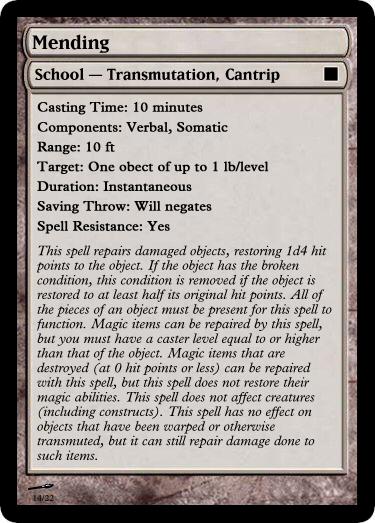 Mending
School — Transmutation, Cantrip
Casting Time: 10 minutes
Components: Verbal, Somatic
Range: 10 ft
Target: One obect of up to 1 lb/level
Duration: Instantaneous
Saving Throw: Will negates
Spell Resistance: Yes
This spell repairs damaged objects, restoring 1d4 hit
points to the object. If the object has the broken
condition, this condition is removed if the object is
restored to at least half its original hit points. All of
the pieces of an object must be present for this spell to
function. Magic items can be repaired by this spell,
but you must have a caster level equal to or higher
than that of the object. Magic items that are
destroyed (at 0 hit points or less) can be repaired
with this spell, but this spell does not restore their
magic abilities. This spell does not affect creatures
(including constructs). This spell has no effect on
objects that have been warped or otherwise
transmuted, but it can still repair damage done to
such items.
14/22